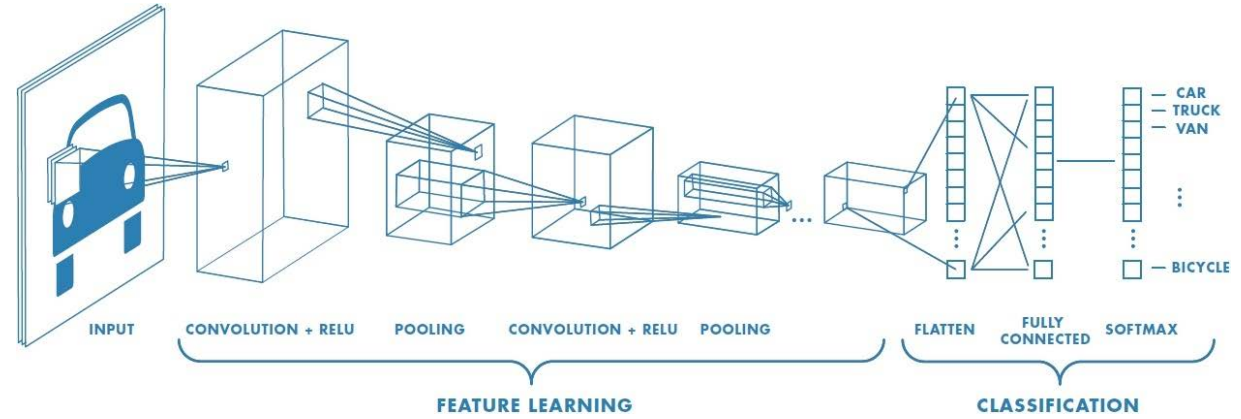 CAR
TRUCK
VAN
BICYCLE
INPUT
CONVOLUTION + RELU
POOLING
CONVOLUTION + RELU
POOLING
FLATTEN
FULLY
CONNECTED
SOFTMAX
FEATURE LEARNING
CLASSIFICATION